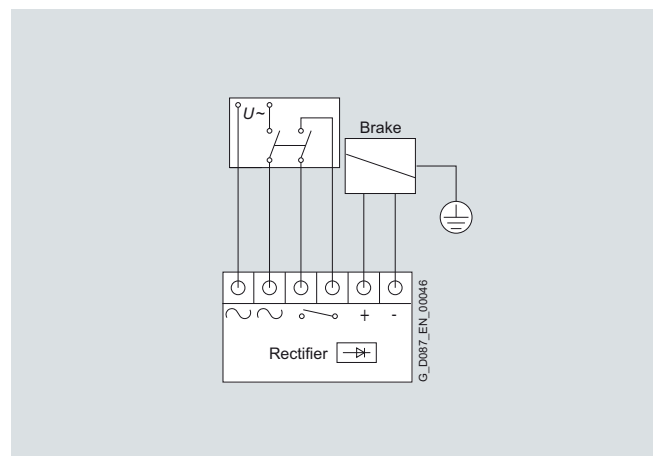 U~
Brake
+ -
Rectifier
G_D087_EN_00046